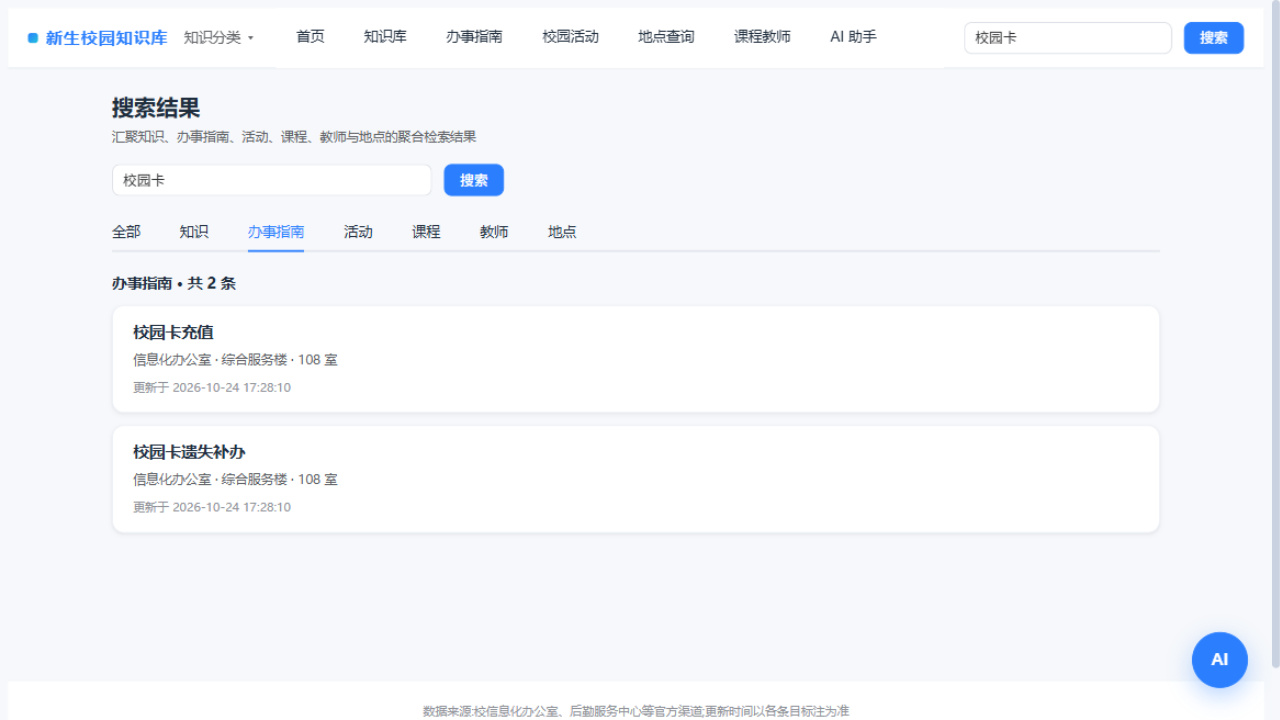 新生校园知识库 知识分类 首页 知识库 办事指南 校园活动 地点查询 课程教师 AI 助手 校园卡 搜索
搜索结果
汇聚知识、办事指南、活动、课程、教师与地点的聚合检索结果
校园卡 搜索
全部 知识 办事指南 活动 课程 教师 地点
办事指南 • 共 2 条
校园卡充值
信息化办公室 · 综合服务楼 · 108 室
更新于 2026-10-24 17:28:10
校园卡遗失补办
信息化办公室 · 综合服务楼 · 108 室
更新于 2026-10-24 17:28:10
AI
数据来源:校信息化办公室、后勤服务中心等官方渠道;更新时间以各条目标注为准